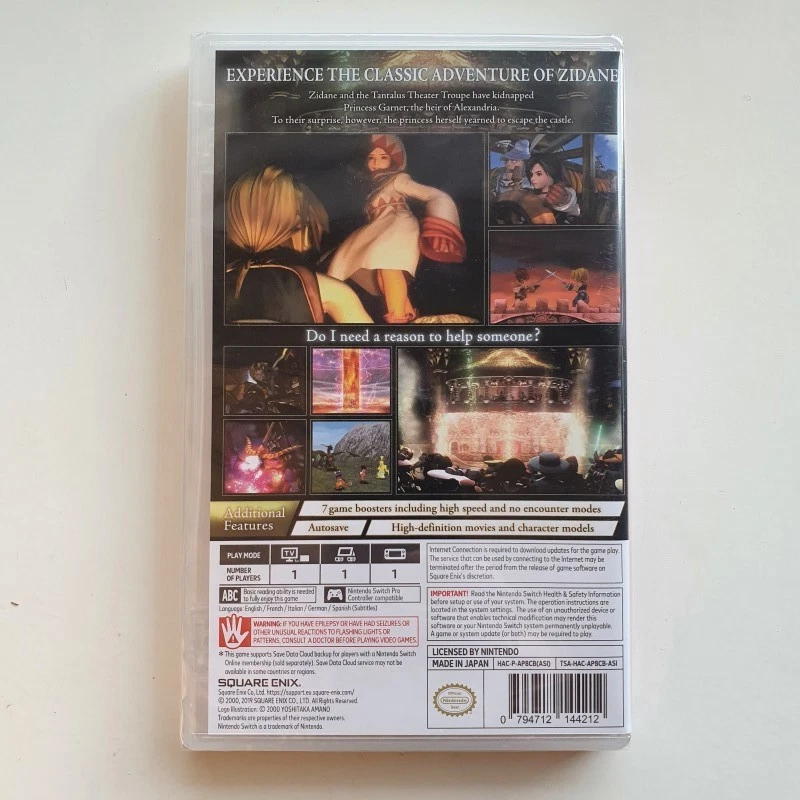 EXPERIENCE THE CLASSIC ADVENTURE OF ZIDANE
Zidane and the Tantalus Theater Troupe have kidnapped
Princess Garnet, the heir of Alexandria.
To their surprise, however, the princess herself yearned to escape the castle.
Do I need a reason to help someone?
Additional
Features
7 game boosters including high speed and no encounter modes
Autosave
High-definition movies and character models
PLAY MODE
TV
NUMBER
OF PLAYERS
1
1
1
ABC
Basic reading ability is needed
to fully enjoy this game
Nintendo Switch Pro
Controller compatible
Language: English / French / Italian / German / Spanish (Subtitles)
WARNING: IF YOU HAVE EPILEPSY OR HAVE HAD SEIZURES OR
OTHER UNUSUAL REACTIONS TO FLASHING LIGHTS OR
PATTERNS, CONSULT A DOCTOR BEFORE PLAYING VIDEO GAMES.
* This game supports Save Data Cloud backup for players with a Nintendo Switch
Online membership (sold separately). Save Data Cloud service may not be
available in some countries or regions.
SQUARE ENIX.
Square Enix Co., Ltd. https://support.eu.square-enix.com/
© 2000, 2019 SQUARE ENIX CO., LTD. All Rights Reserved.
Logo Illustration: © 2000 YOSHITAKA AMANO
Trademarks are properties of their respective owners.
Nintendo Switch is a trademark of Nintendo.
Internet Connection is required to download updates for the game play.
The service that can be used by connecting to the Internet may be
terminated after the period from the release of game software on
Square Enix's discretion.
IMPORTANT! Read the Nintendo Switch Health & Safety Information
before setup or use of your system. The operation instructions are
located in the system settings. The use of an unauthorized device or
software that enables technical modification may render this
software or your Nintendo Switch system permanently unplayable.
A game or system update (or both) may be required to play.
LICENSED BY NINTENDO
MADE IN JAPAN
HAC-P-APBCB(ASI)
TSA-HAC-APBCB-ASI
Official
Nintendo
Seal
0 794712 144212